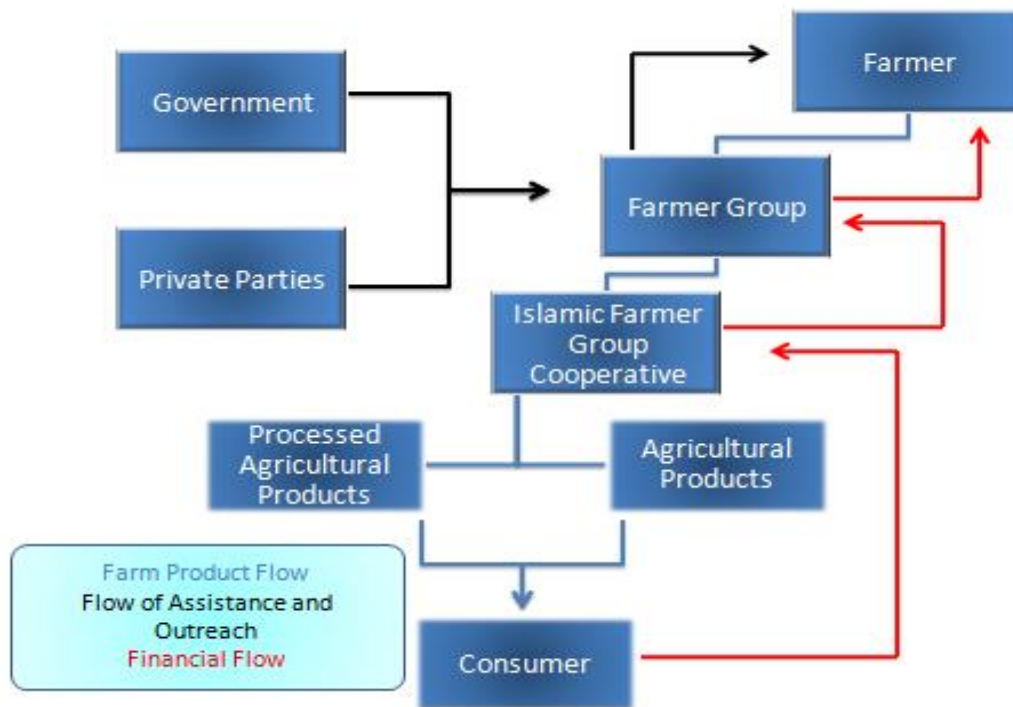 Farmer
Government
Farmer Group
Private Parties
Islamic Farmer
Group
Cooperative
Processed
Agricultural
Products
Agricultural
Products
Farm Product Flow
Flow of Assistance and
Outreach
Financial Flow
Consumer